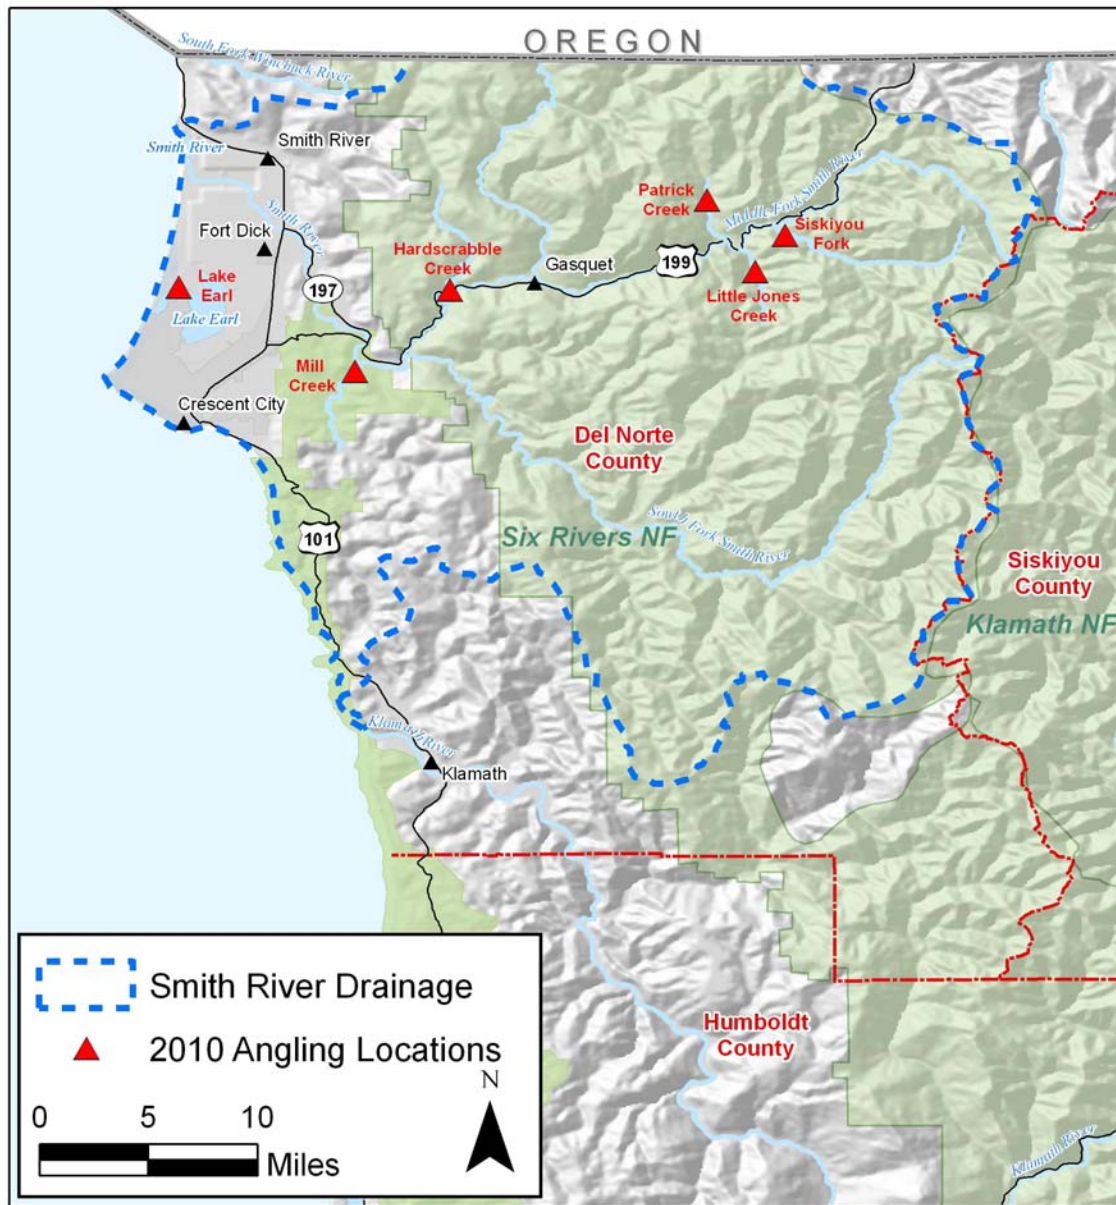 OREGON
South Fork Winchuck River
Smith River
Smith River
Smith River
Fort Dick
Lake
Earl
Lake Earl
Crescent City
197
Mill
Creek
Hardscrabble
Creek
Gasquet
199
Patrick
Creek
Middle Fork Smith River
Siskiyou
Fork
Little Jones
Creek
Del Norte
County
South Fork Smith River
Six Rivers NF
101
Siskiyou
County
Klamath NF
Klamath River
Klamath
Humboldt
County
Klamath River
Smith River Drainage
2010 Angling Locations
N
0 5 10
Miles